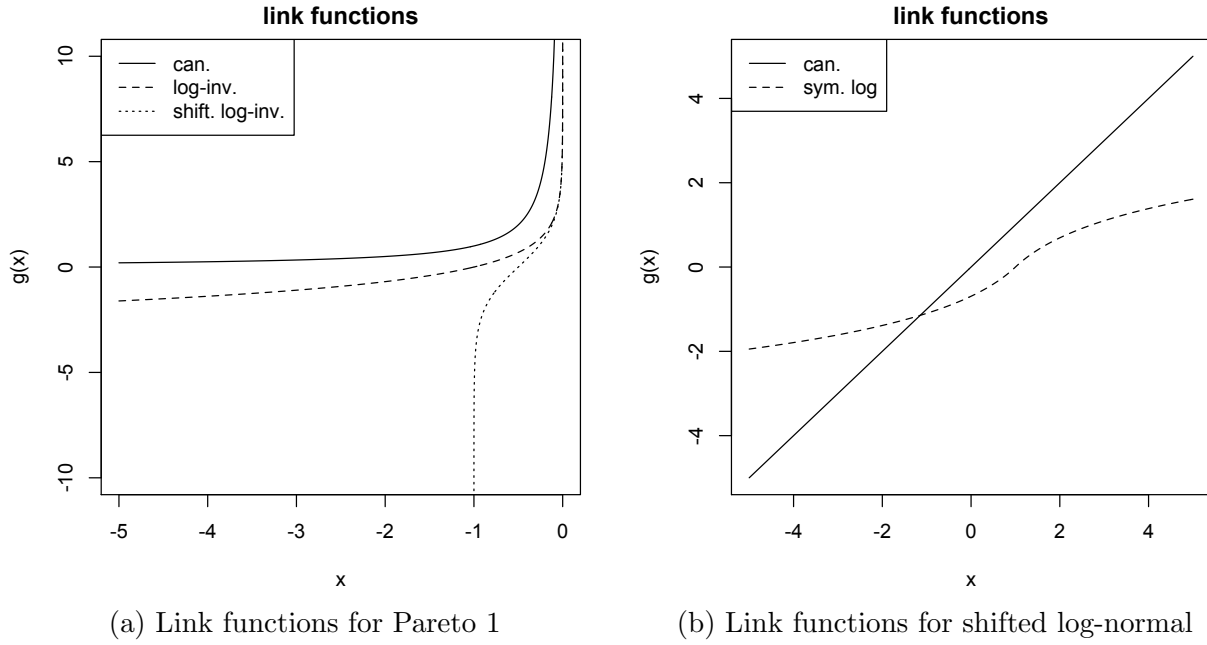 link functions
can.
log-inv.
shift. log-inv.
10
5
0
-5
-10
g(x)
-5 -4 -3 -2 -1 0
x
(a) Link functions for Pareto 1
link functions
can.
sym. log
4
2
0
-2
-4
g(x)
-4 -2 0 2 4
x
(b) Link functions for shifted log-normal